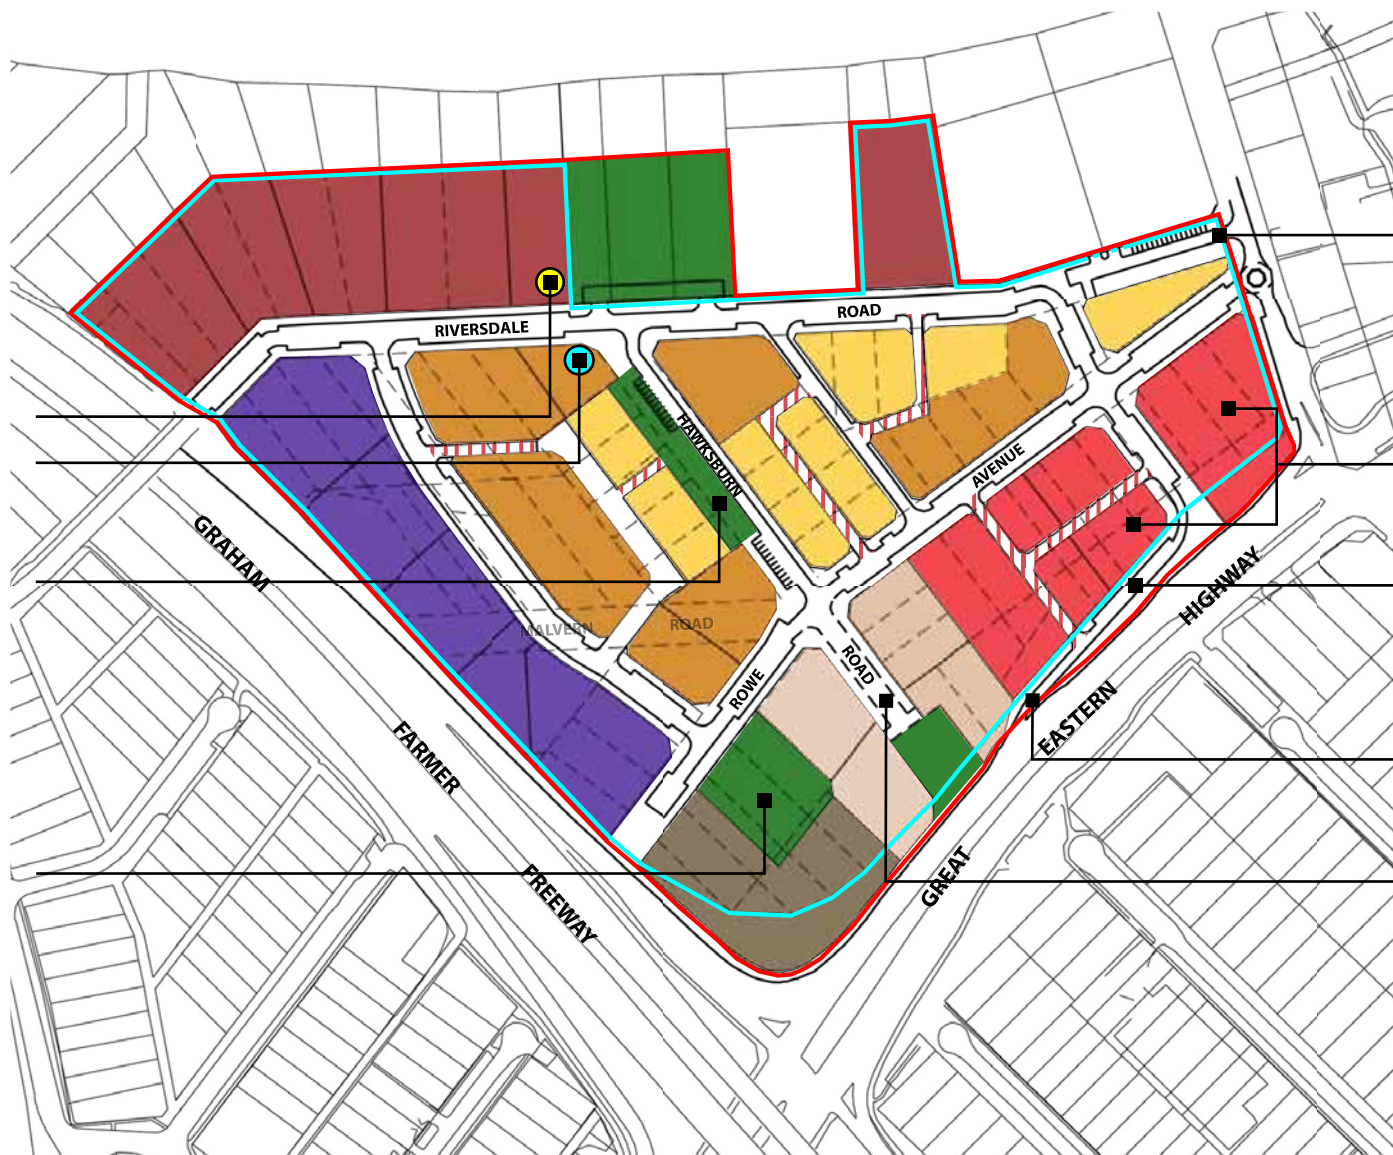 ROAD
RIVERSDALE
HAWKSBURN
AVENUE
GRAHAM
HIGHWAY
MALVERN
ROAD
ROAD
ROWE
EASTERN
FARMER
GREAT
FREEWAY